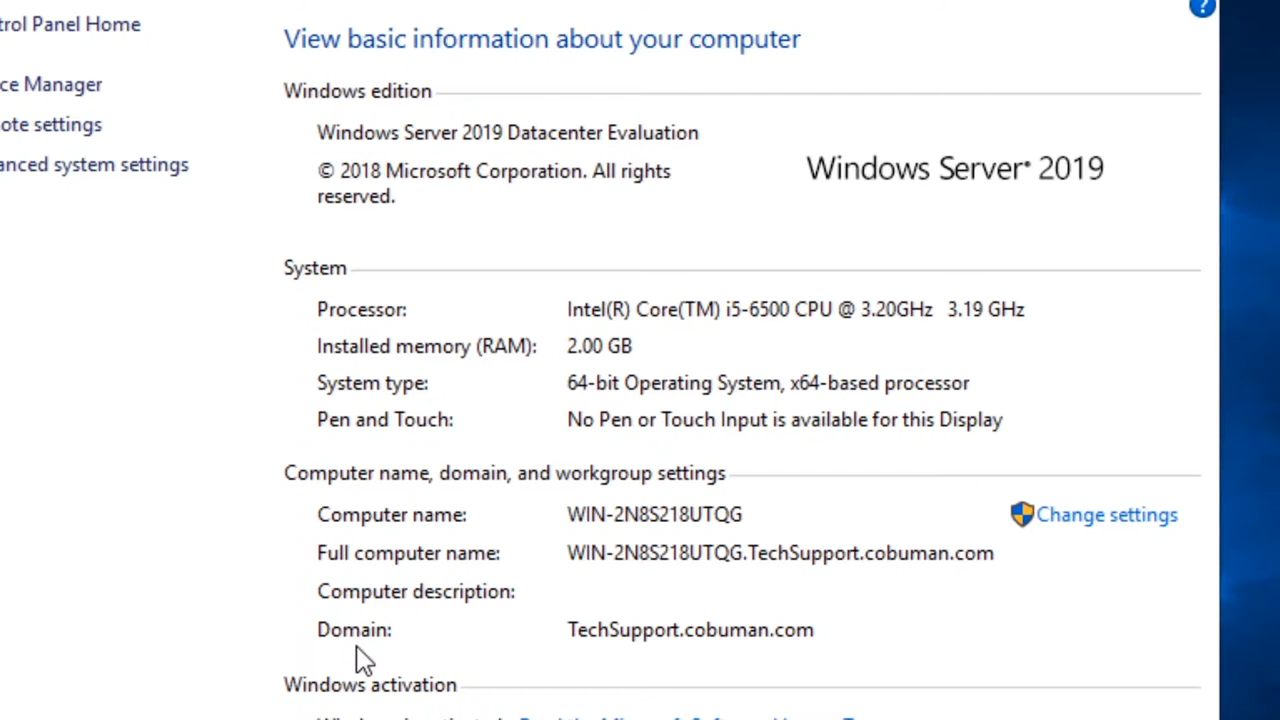 trol Panel Home
View basic information about your computer
ce Manager
Windows edition
ote settings
Windows Server 2019 Datacenter Evaluation
anced system settings
© 2018 Microsoft Corporation. All rights
reserved.
Windows Server® 2019
System
Processor: Intel(R) Core(TM) i5-6500 CPU @ 3.20GHz 3.19 GHz
Installed memory (RAM): 2.00 GB
System type: 64-bit Operating System, x64-based processor
Pen and Touch: No Pen or Touch Input is available for this Display
Computer name, domain, and workgroup settings
Computer name: WIN-2N8S218UTQG Change settings
Full computer name: WIN-2N8S218UTQG.TechSupport.cobuman.com
Computer description:
Domain: TechSupport.cobuman.com
Windows activation